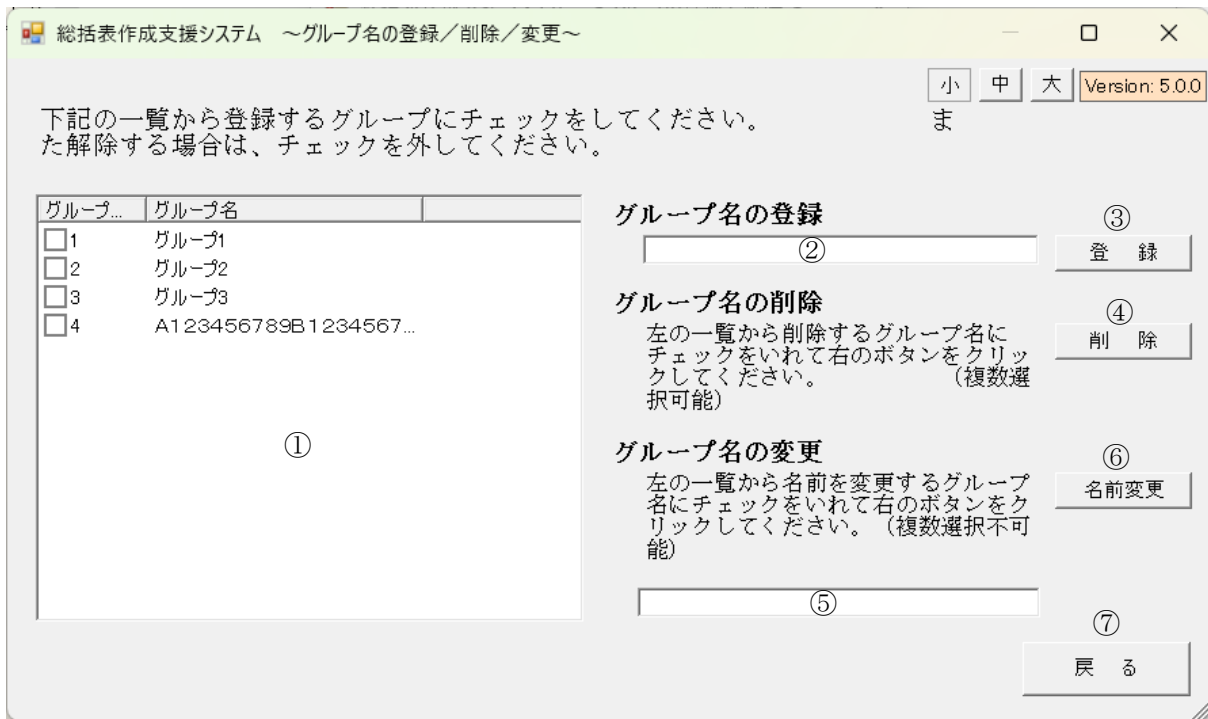 総括表作成支援システム　～グループ名の登録／削除／変更～
小 中 大 Version: 5.0.0
下記の一覧から登録するグループにチェックをしてください。　ま
た解除する場合は、チェックを外してください。
グループ... グループ名
1 グループ1
2 グループ2
3 グループ3
4 A123456789B1234567...
①
グループ名の登録
②
③
登　録
グループ名の削除
左の一覧から削除するグループ名に
チェックをいれて右のボタンをクリッ
クしてください。　（複数選
択可能）
④
削　除
グループ名の変更
左の一覧から名前を変更するグループ
名にチェックをいれて右のボタンをク
リックしてください。（複数選択不可
能）
⑥
名前変更
⑤
⑦
戻　る